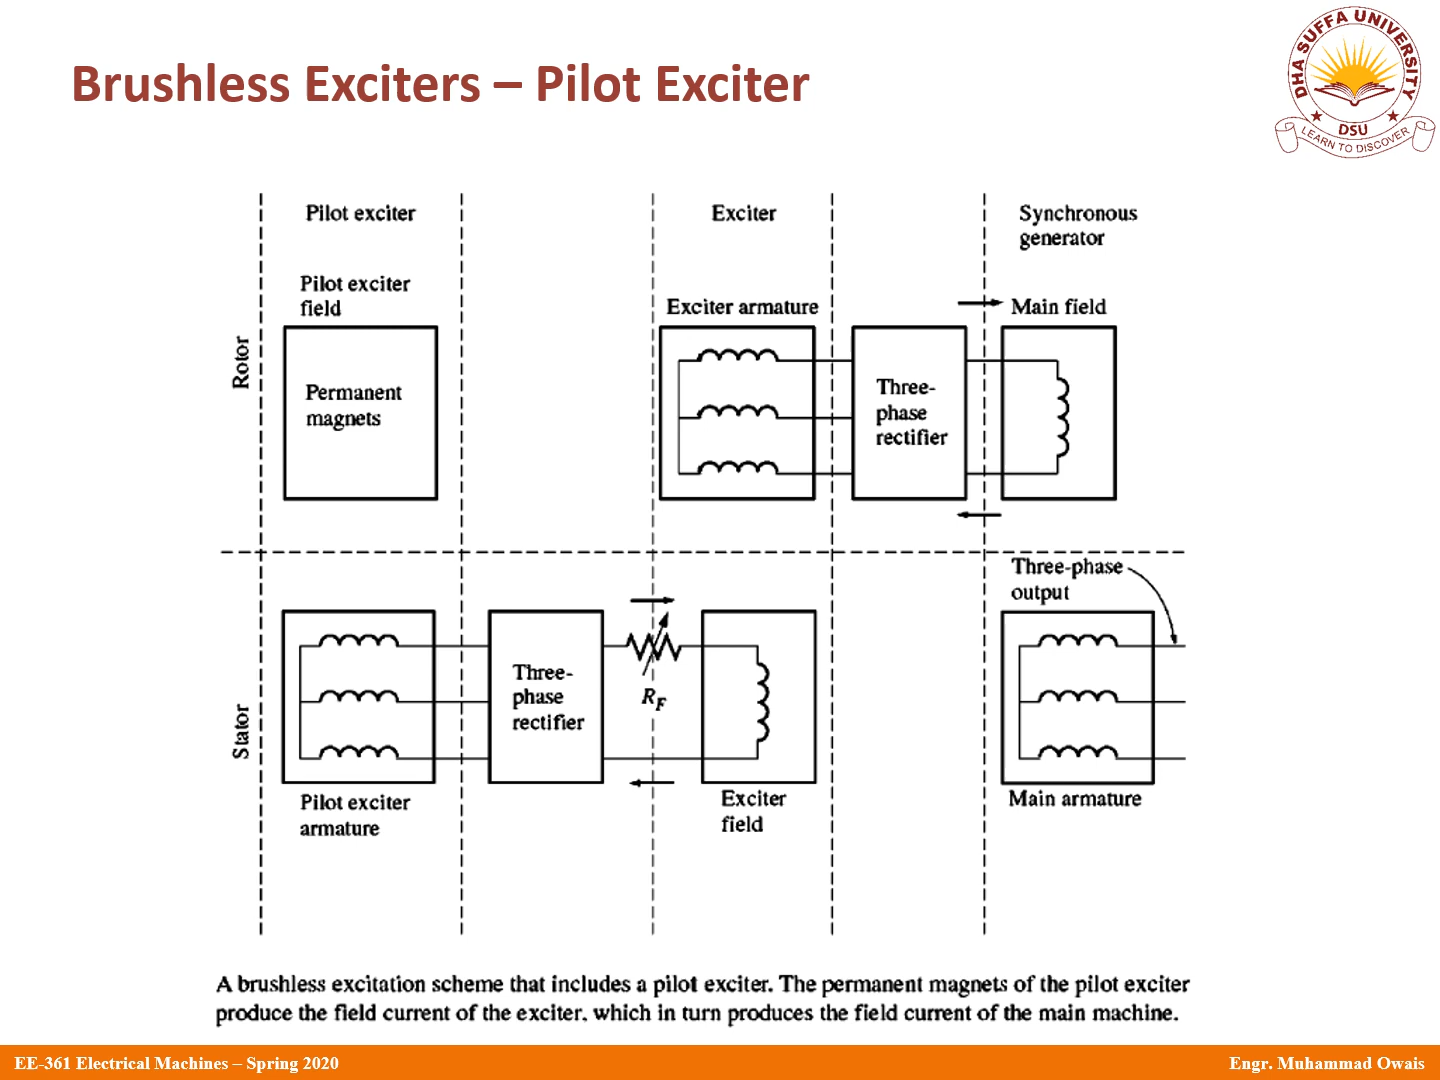 Brushless Exciters – Pilot Exciter
DHA SUFFA UNIVERSITY
DSU
LEARN TO DISCOVER
Pilot exciter
Exciter
Synchronous
generator
Pilot exciter
field
Exciter armature
Main field
Rotor
Permanent
magnets
Three-
phase
rectifier
Three-phase
output
Stator
Three-
phase
rectifier
RF
Pilot exciter
armature
Exciter
field
Main armature
A brushless excitation scheme that includes a pilot exciter. The permanent magnets of the pilot exciter
produce the field current of the exciter, which in turn produces the field current of the main machine.
EE-361 Electrical Machines – Spring 2020
Engr. Muhammad Owais